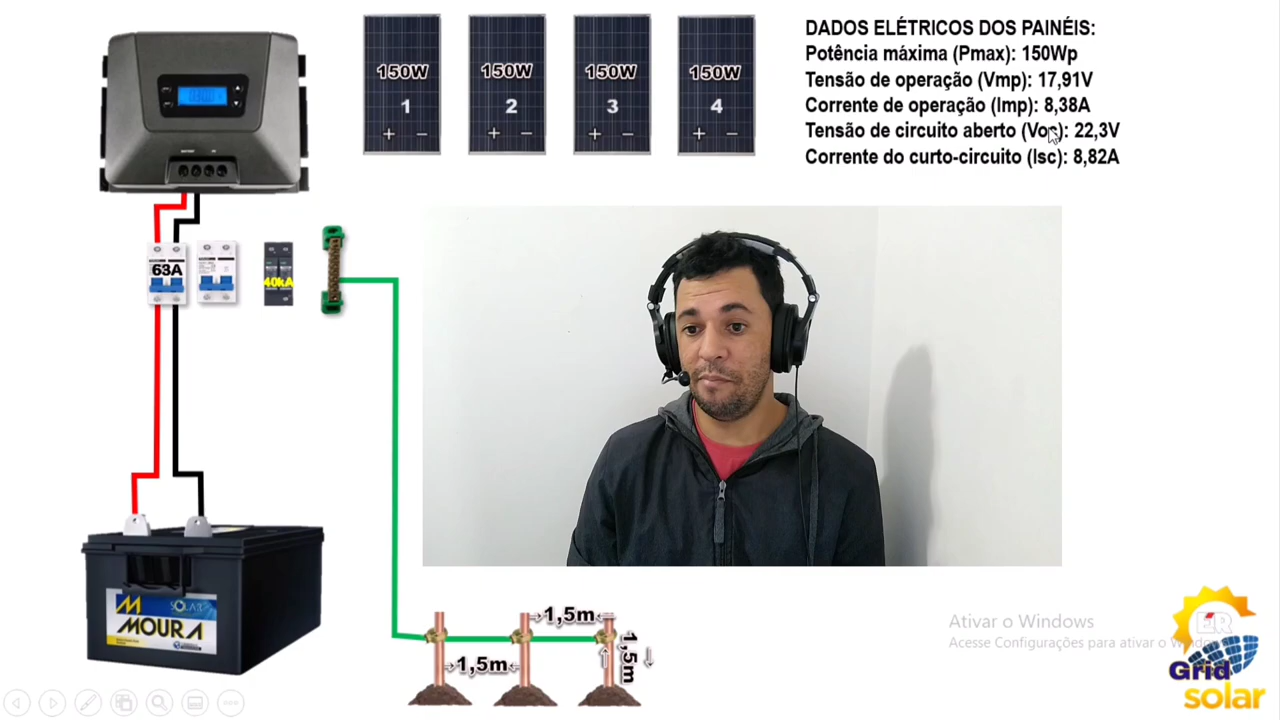 150W
1
+ −
150W
2
+ −
150W
3
+ −
150W
4
+ −
DADOS ELÉTRICOS DOS PAINÉIS:
Potência máxima (Pmax): 150Wp
Tensão de operação (Vmp): 17,91V
Corrente de operação (Imp): 8,38A
Tensão de circuito aberto (Voc): 22,3V
Corrente do curto-circuito (Isc): 8,82A
63A
40kA
SOLAR
MOURA
1,5m
1,5m
1,5m
Ativar o Windows
Acesse Configurações para ativar o
ER
Grid
solar